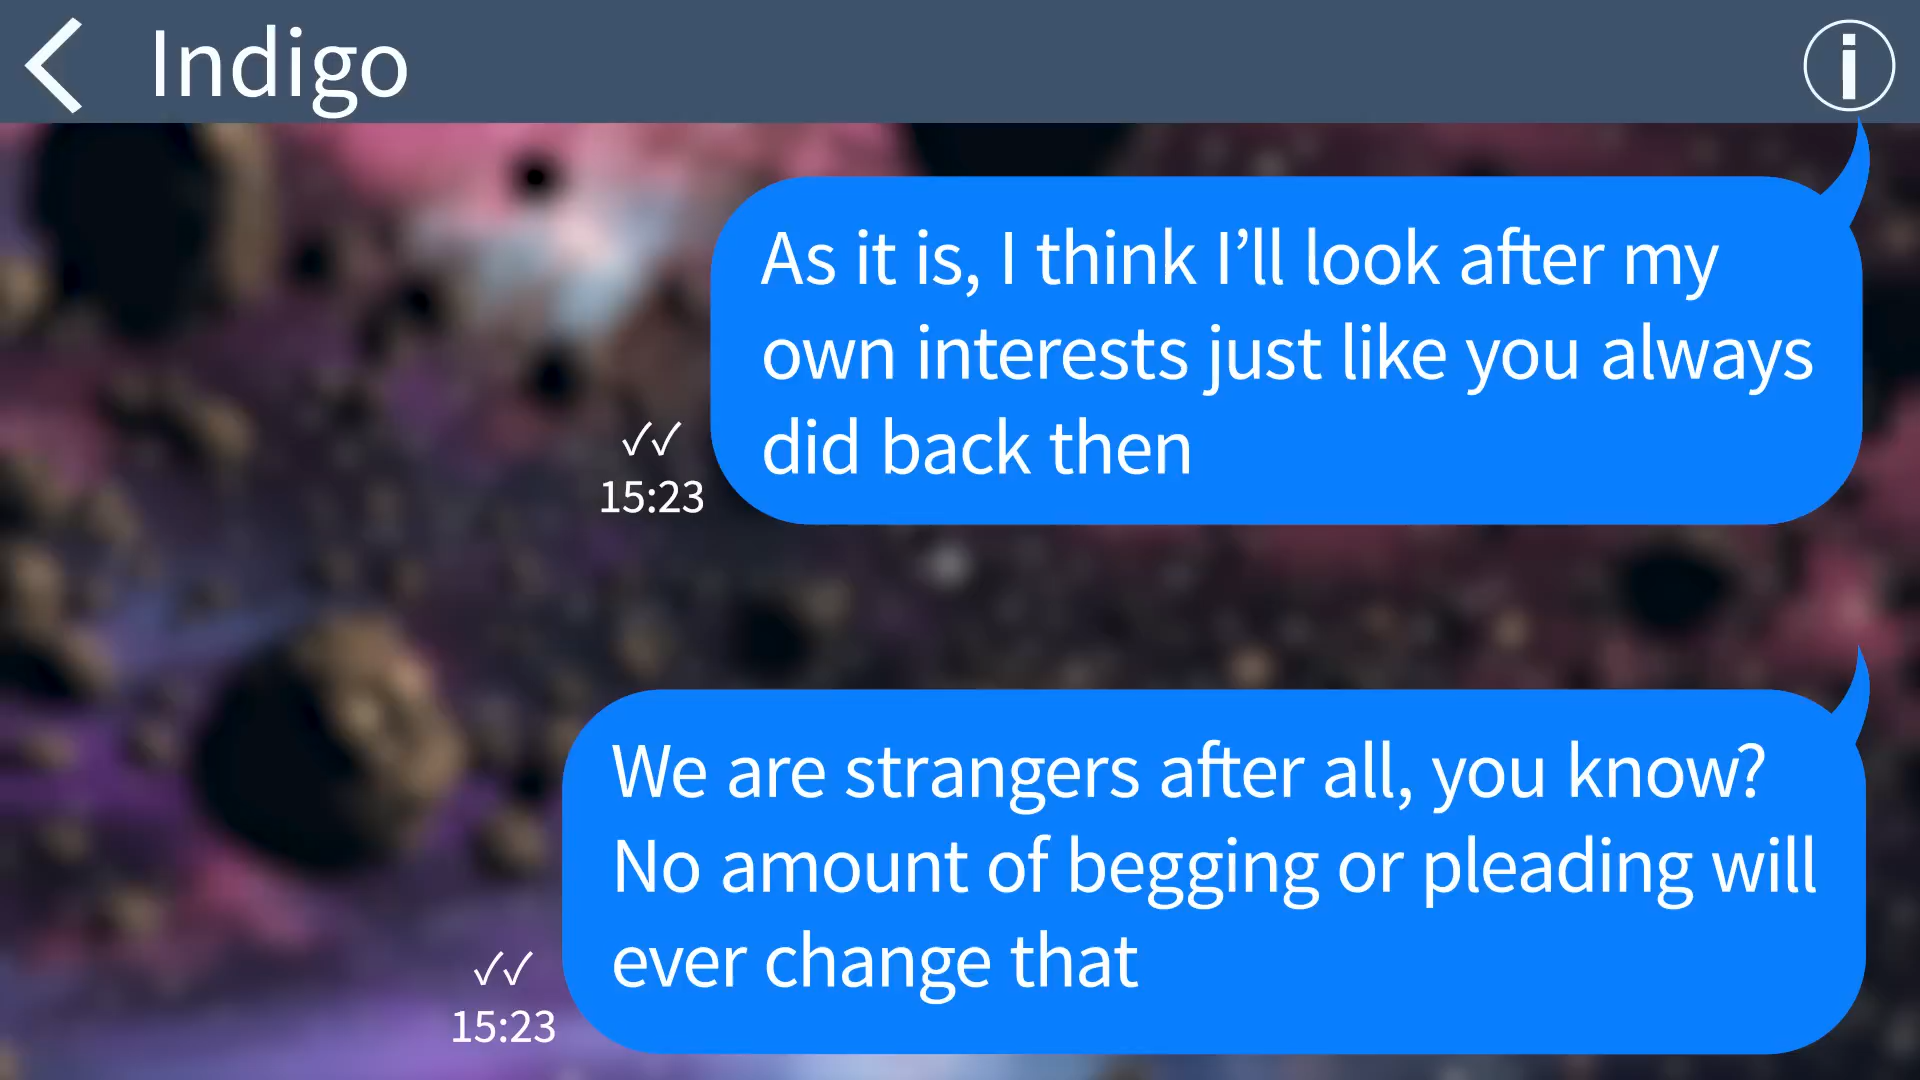 Indigo
As it is, I think I’ll look after my
own interests just like you always
did back then
✓✓
15:23
We are strangers after all, you know?
No amount of begging or pleading will
ever change that
✓✓
15:23